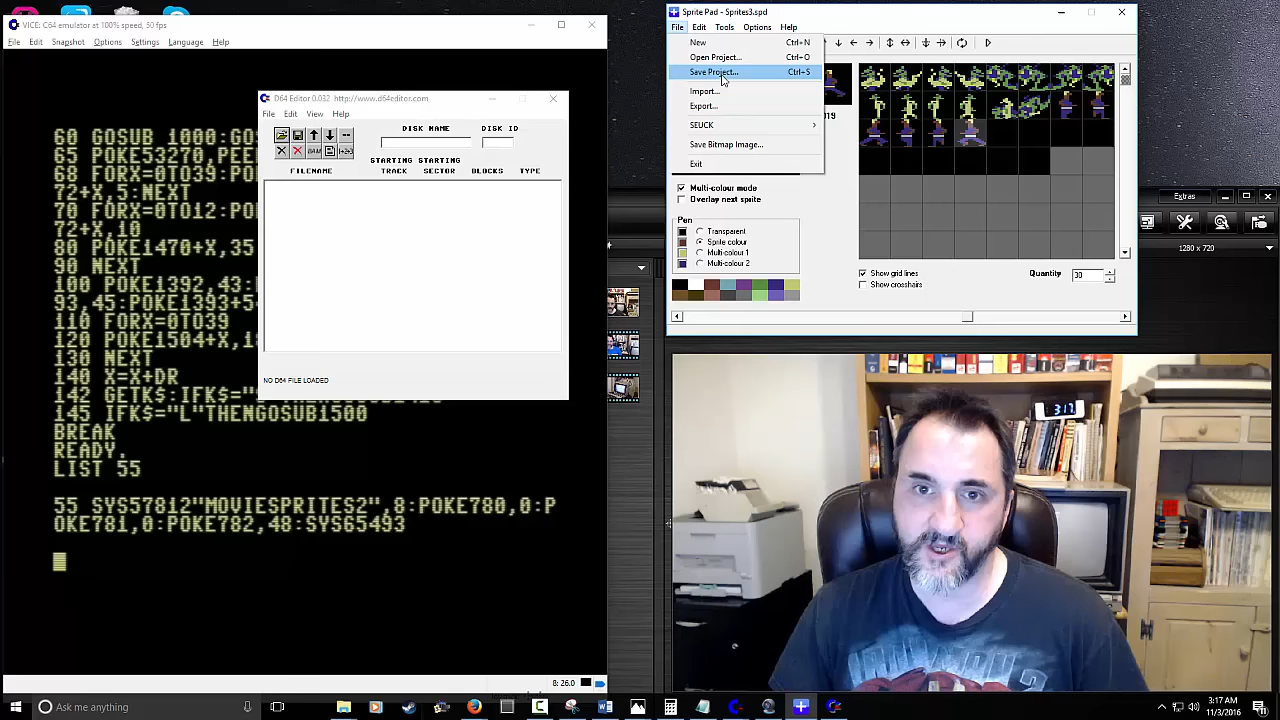 VICE: C64 emulator at 100% speed, 50 fps
File Edit Snapshot Options Settings Language Help
60 GOSUB 1000:GO
65 POKE53270,PEE
68 FORX=0TO39:PO
72+X,5:NEXT
70 FORX=0TO12:PO
72+X,10
80 POKE1470+X,35
90 NEXT
100 POKE1392,43:
93,45:POKE1393+5
110 FORX=0TO39
120 POKE1504+X,1
130 NEXT
140 X=X+DR
142 GETK$:IFK$="
145 IFK$="L"THENGOSUB1500
BREAK
READY.
LIST 55
55 SYS57812"MOVIESPRITES2",8:POKE780,0:P
OKE781,0:POKE782,48:SYS65493
8: 26.0
D64 Editor 0.032 http://www.d64editor.com
File Edit View Help
DISK NAME DISK ID
BAM
STARTING STARTING
FILENAME TRACK SECTOR BLOCKS TYPE
NO D64 FILE LOADED
Sprite Pad - Sprites3.spd
File Edit Tools Options Help
New Ctrl+N
Open Project... Ctrl+O
Save Project... Ctrl+S
Import...
Export...
SEUCK
Save Bitmap Image...
Exit
Multi-colour mode
Overlay next sprite
Pen
Transparent
Sprite colour
Multi-colour 1
Multi-colour 2
Show grid lines
Show crosshairs
Quantity 30
Extras
1280 x 720
3:17
Ask me anything
3:17 AM
11/3/2016